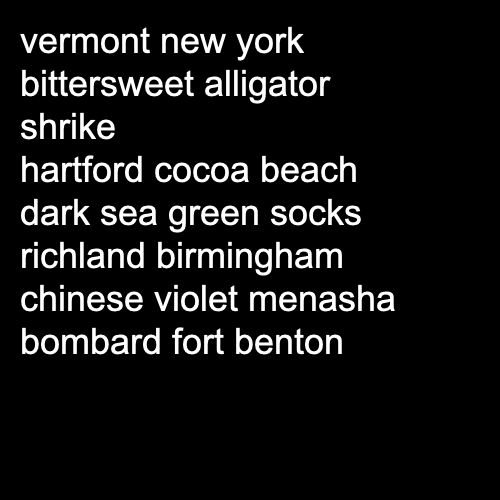 vermont new york
bittersweet alligator
shrike
hartford cocoa beach
dark sea green socks
richland birmingham
chinese violet menasha
bombard fort benton